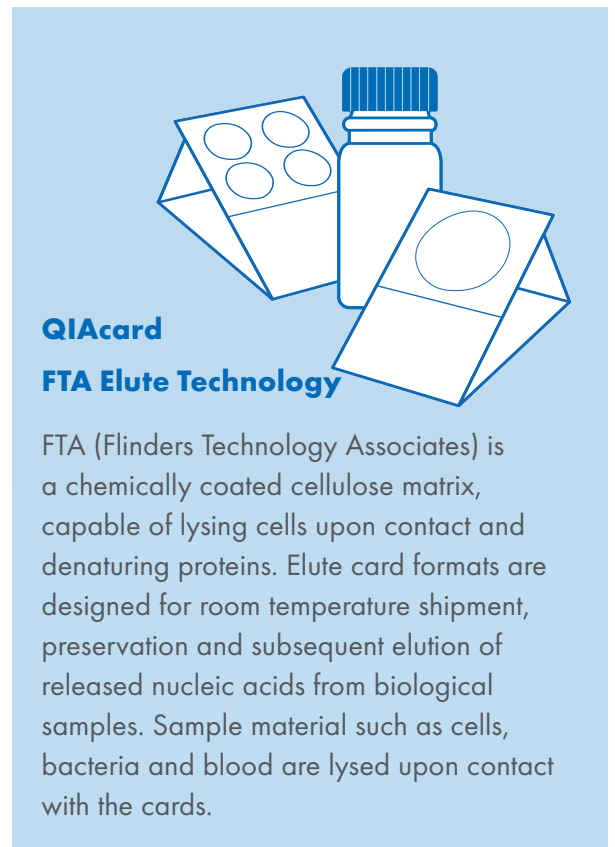 QIAcard
FTA Elute Technology
FTA (Flinders Technology Associates) is
a chemically coated cellulose matrix,
capable of lysing cells upon contact and
denaturing proteins. Elute card formats are
designed for room temperature shipment,
preservation and subsequent elution of
released nucleic acids from biological
samples. Sample material such as cells,
bacteria and blood are lysed upon contact
with the cards.